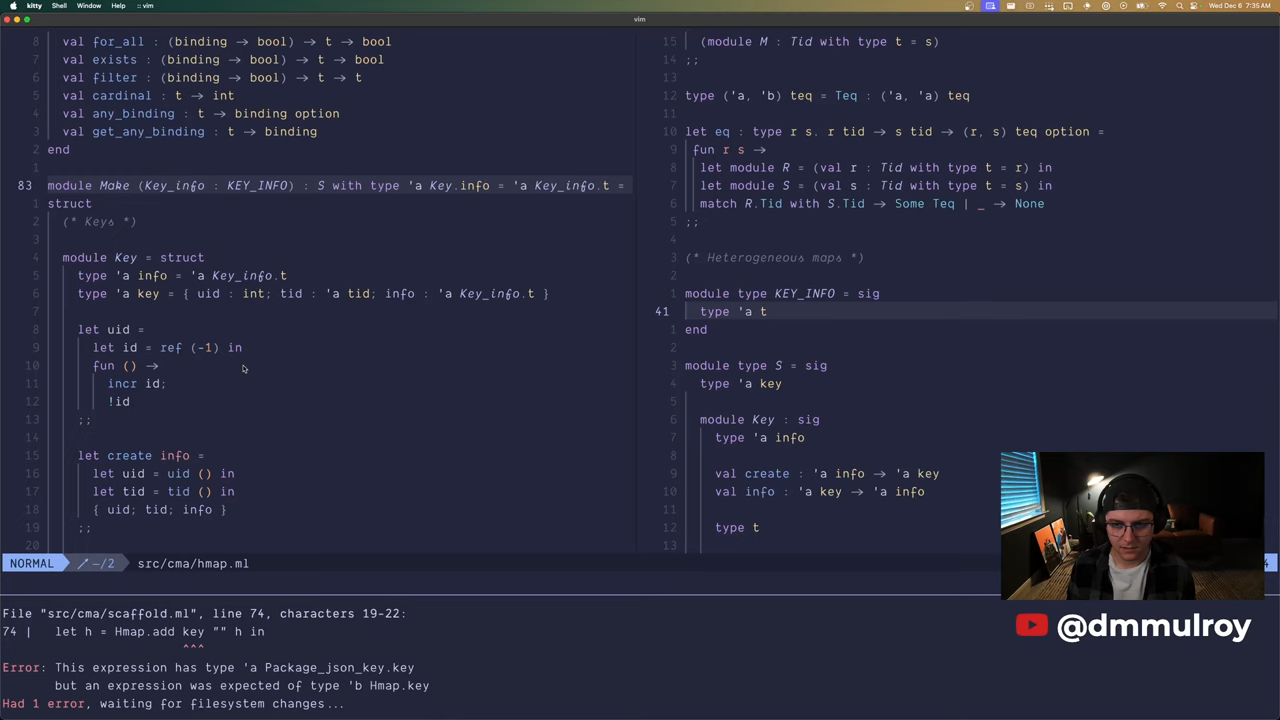 kitty Shell Window Help :: vim
Wed Dec 6 7:35 AM
vim
8 val for_all : (binding → bool) → t → bool
7 val exists : (binding → bool) → t → bool
6 val filter : (binding → bool) → t → t
5 val cardinal : t → int
4 val any_binding : t → binding option
3 val get_any_binding : t → binding
2 end
1
83 module Make (Key_info : KEY_INFO) : S with type 'a Key.info = 'a Key_info.t =
1 struct
2 (* Keys *)
3
4 module Key = struct
5 type 'a info = 'a Key_info.t
6 type 'a key = { uid : int; tid : 'a tid; info : 'a Key_info.t }
7
8 let uid =
9 let id = ref (-1) in
10 fun () →
11 incr id;
12 !id
13 ;;
14
15 let create info =
16 let uid = uid () in
17 let tid = tid () in
18 { uid; tid; info }
19 ;;
20
15 (module M : Tid with type t = s)
14 ;;
13
12 type ('a, 'b) teq = Teq : ('a, 'a) teq
11
10 let eq : type r s. r tid → s tid → (r, s) teq option =
9 fun r s →
8 let module R = (val r : Tid with type t = r) in
7 let module S = (val s : Tid with type t = s) in
6 match R.Tid with S.Tid → Some Teq | _ → None
5 ;;
4
3 (* Heterogeneous maps *)
2
1 module type KEY_INFO = sig
41 type 'a t
1 end
2
3 module type S = sig
4 type 'a key
5
6 module Key : sig
7 type 'a info
8
9 val create : 'a info → 'a key
10 val info : 'a key → 'a info
11
12 type t
13
NORMAL −/2 src/cma/hmap.ml
File "src/cma/scaffold.ml", line 74, characters 19-22:
74 | let h = Hmap.add key "" h in
^^^
Error: This expression has type 'a Package_json_key.key
but an expression was expected of type 'b Hmap.key
Had 1 error, waiting for filesystem changes...
@dmmulroy